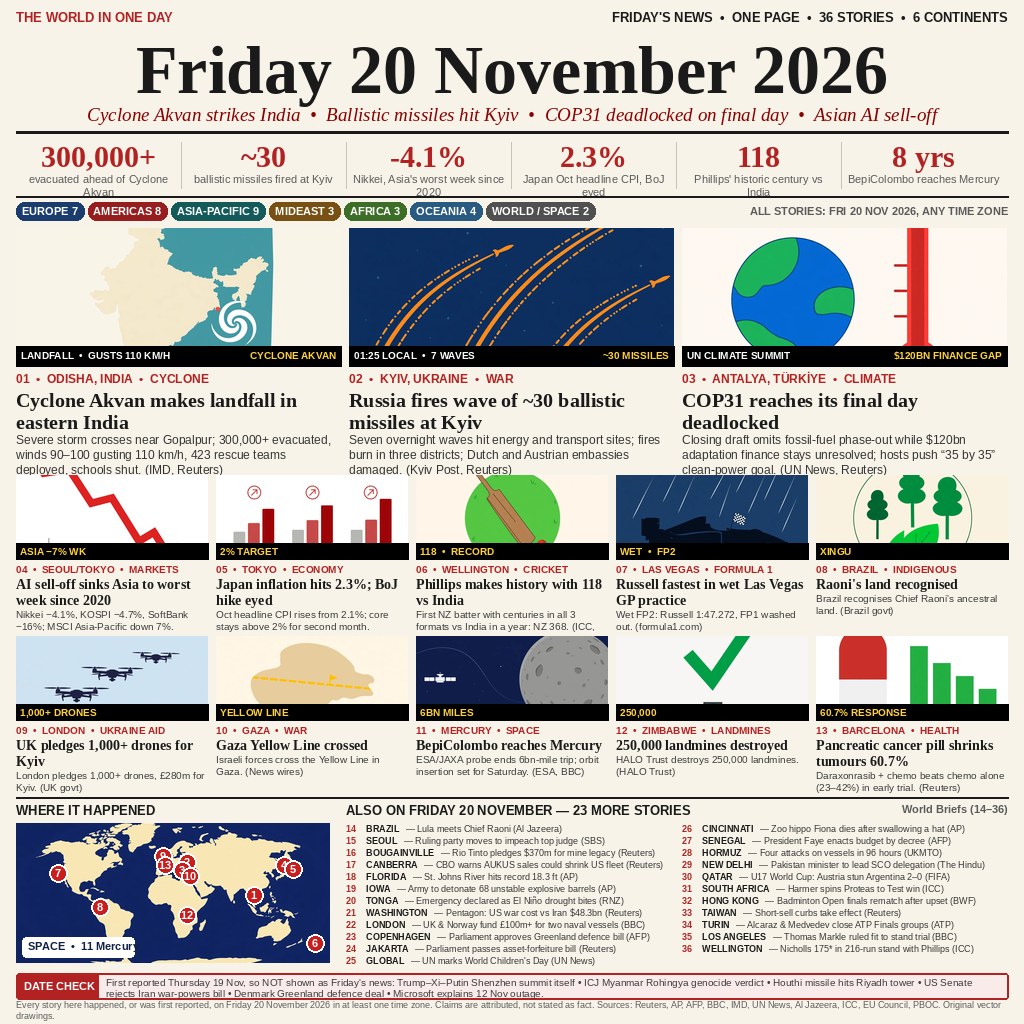 THE WORLD IN ONE DAY
FRIDAY'S NEWS • ONE PAGE • 36 STORIES • 6 CONTINENTS
Friday 20 November 2026
Cyclone Akvan strikes India • Ballistic missiles hit Kyiv • COP31 deadlocked on final day • Asian AI sell-off
300,000+
evacuated ahead of Cyclone
Akvan
~30
ballistic missiles fired at Kyiv
-4.1%
Nikkei, Asia's worst week since
2020
2.3%
Japan Oct headline CPI, BoJ
eyed
118
Phillips' historic century vs
India
8 yrs
BepiColombo reaches Mercury
EUROPE 7 AMERICAS 8 ASIA-PACIFIC 9 MIDEAST 3 AFRICA 3 OCEANIA 4 WORLD / SPACE 2
ALL STORIES: FRI 20 NOV 2026, ANY TIME ZONE
LANDFALL • GUSTS 110 KM/H CYCLONE AKVAN
01 • ODISHA, INDIA • CYCLONE
Cyclone Akvan makes landfall in
eastern India
Severe storm crosses near Gopalpur; 300,000+ evacuated,
winds 90–100 gusting 110 km/h, 423 rescue teams
deployed, schools shut. (IMD, Reuters)
01:25 LOCAL • 7 WAVES ~30 MISSILES
02 • KYIV, UKRAINE • WAR
Russia fires wave of ~30 ballistic
missiles at Kyiv
Seven overnight waves hit energy and transport sites; fires
burn in three districts; Dutch and Austrian embassies
damaged. (Kyiv Post, Reuters)
UN CLIMATE SUMMIT $120BN FINANCE GAP
03 • ANTALYA, TÜRKİYE • CLIMATE
COP31 reaches its final day
deadlocked
Closing draft omits fossil-fuel phase-out while $120bn
adaptation finance stays unresolved; hosts push “35 by 35”
clean-power goal. (UN News, Reuters)
ASIA −7% WK
04 • SEOUL/TOKYO • MARKETS
AI sell-off sinks Asia to worst
week since 2020
Nikkei −4.1%, KOSPI −4.7%, SoftBank
−16%; MSCI Asia-Pacific down 7%.
2% TARGET
05 • TOKYO • ECONOMY
Japan inflation hits 2.3%; BoJ
hike eyed
Oct headline CPI rises from 2.1%; core
stays above 2% for second month.
118 • RECORD
06 • WELLINGTON • CRICKET
Phillips makes history with 118
vs India
First NZ batter with centuries in all 3
formats vs India in a year: NZ 368. (ICC,
WET • FP2
07 • LAS VEGAS • FORMULA 1
Russell fastest in wet Las Vegas
GP practice
Wet FP2: Russell 1:47.272, FP1 washed
out. (formula1.com)
XINGU
08 • BRAZIL • INDIGENOUS
Raoni's land recognised
Brazil recognises Chief Raoni's ancestral
land. (Brazil govt)
1,000+ DRONES
09 • LONDON • UKRAINE AID
UK pledges 1,000+ drones for
Kyiv
London pledges 1,000+ drones, £280m for
Kyiv. (UK govt)
YELLOW LINE
10 • GAZA • WAR
Gaza Yellow Line crossed
Israeli forces cross the Yellow Line in
Gaza. (News wires)
6BN MILES
11 • MERCURY • SPACE
BepiColombo reaches Mercury
ESA/JAXA probe ends 6bn-mile trip; orbit
insertion set for Saturday. (ESA, BBC)
250,000
12 • ZIMBABWE • LANDMINES
250,000 landmines destroyed
HALO Trust destroys 250,000 landmines.
(HALO Trust)
60.7% RESPONSE
13 • BARCELONA • HEALTH
Pancreatic cancer pill shrinks
tumours 60.7%
Daraxonrasib + chemo beats chemo alone
(23–42%) in early trial. (Reuters)
WHERE IT HAPPENED
7
8
13
10
12
1
5
6
SPACE • 11 Mercury
ALSO ON FRIDAY 20 NOVEMBER — 23 MORE STORIES
World Briefs (14–36)
14 BRAZIL — Lula meets Chief Raoni (Al Jazeera)
15 SEOUL — Ruling party moves to impeach top judge (SBS)
16 BOUGAINVILLE — Rio Tinto pledges $370m for mine legacy (Reuters)
17 CANBERRA — CBO warns AUKUS sales could shrink US fleet (Reuters)
18 FLORIDA — St. Johns River hits record 18.3 ft (AP)
19 IOWA — Army to detonate 68 unstable explosive barrels (AP)
20 TONGA — Emergency declared as El Niño drought bites (RNZ)
21 WASHINGTON — Pentagon: US war cost vs Iran $48.3bn (Reuters)
22 LONDON — UK & Norway fund £100m+ for two naval vessels (BBC)
23 COPENHAGEN — Parliament approves Greenland defence bill (AFP)
24 JAKARTA — Parliament passes asset-forfeiture bill (Reuters)
25 GLOBAL — UN marks World Children's Day (UN News)
26 CINCINNATI — Zoo hippo Fiona dies after swallowing a hat (AP)
27 SENEGAL — President Faye enacts budget by decree (AFP)
28 HORMUZ — Four attacks on vessels in 96 hours (UKMTO)
29 NEW DELHI — Pakistan minister to lead SCO delegation (The Hindu)
30 QATAR — U17 World Cup: Austria stun Argentina 2–0 (FIFA)
31 SOUTH AFRICA — Harmer spins Proteas to Test win (ICC)
32 HONG KONG — Badminton Open finals rematch after upset (BWF)
33 TAIWAN — Short-sell curbs take effect (Reuters)
34 TURIN — Alcaraz & Medvedev close ATP Finals groups (ATP)
35 LOS ANGELES — Thomas Markle ruled fit to stand trial (BBC)
36 WELLINGTON — Nicholls 175* in 216-run stand with Phillips (ICC)
DATE CHECK
First reported Thursday 19 Nov, so NOT shown as Friday's news: Trump–Xi–Putin Shenzhen summit itself • ICJ Myanmar Rohingya genocide verdict • Houthi missile hits Riyadh tower • US Senate
rejects Iran war-powers bill • Denmark Greenland defence deal • Microsoft explains 12 Nov outage.
Every story here happened, or was first reported, on Friday 20 November 2026 in at least one time zone. Claims are attributed, not stated as fact. Sources: Reuters, AP, AFP, BBC, IMD, UN News, Al Jazeera, ICC, EU Council, PBOC. Original vector
drawings.